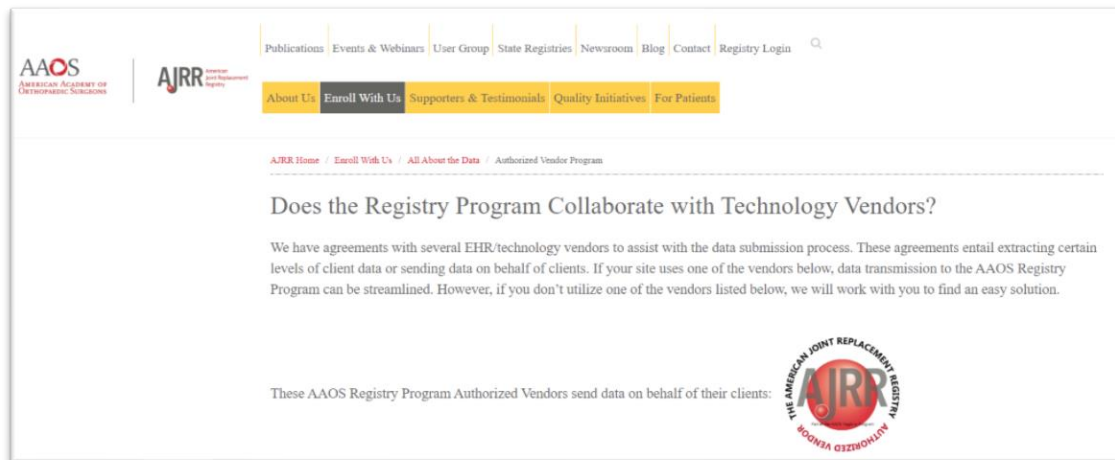 Publications Events & Webinars User Group State Registries Newsroom Blog Contact Registry Login
AAOS
AMERICAN ACADEMY OF
ORTHOPAEDIC SURGEONS
AJRR
American
Joint Replacement
Registry
About Us Enroll With Us Supporters & Testimonials Quality Initiatives For Patients
AJRR Home / Enroll With Us / All About the Data / Authorized Vendor Program
Does the Registry Program Collaborate with Technology Vendors?
We have agreements with several EHR/technology vendors to assist with the data submission process. These agreements entail extracting certain
levels of client data or sending data on behalf of clients. If your site uses one of the vendors below, data transmission to the AAOS Registry
Program can be streamlined. However, if you don’t utilize one of the vendors listed below, we will work with you to find an easy solution.
These AAOS Registry Program Authorized Vendors send data on behalf of their clients:
THE AMERICAN JOINT REPLACEMENT REGISTRY
AJRR
AUTHORIZED VENDOR